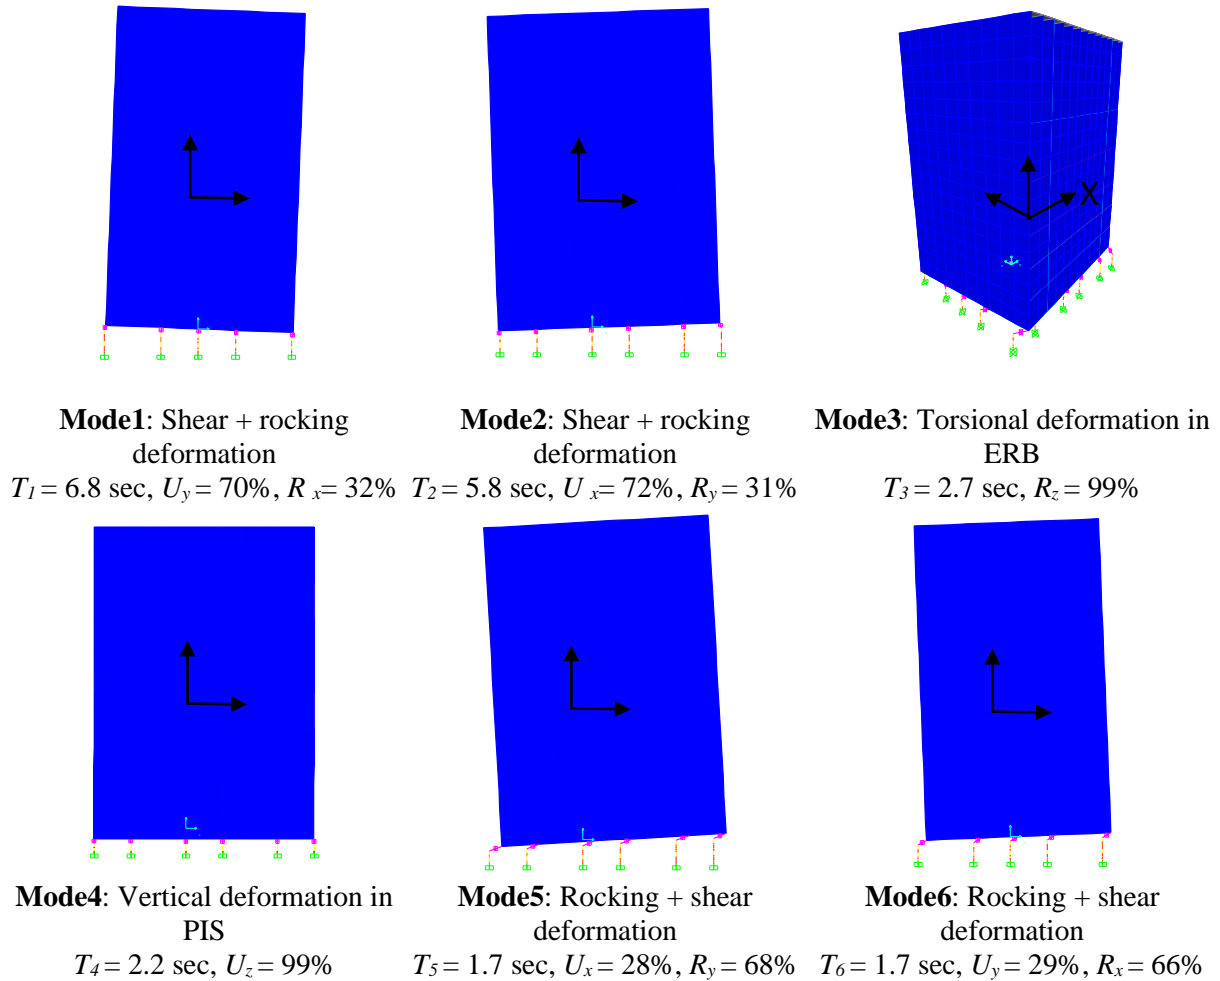 X
Mode1: Shear + rocking
deformation
T1 = 6.8 sec, Uy = 70%, R x= 32%
Mode2: Shear + rocking
deformation
T2 = 5.8 sec, U x= 72%, Ry = 31%
Mode3: Torsional deformation in
ERB
T3 = 2.7 sec, Rz = 99%
Mode4: Vertical deformation in
PIS
T4 = 2.2 sec, Uz = 99%
Mode5: Rocking + shear
deformation
T5 = 1.7 sec, Ux = 28%, Ry = 68%
Mode6: Rocking + shear
deformation
T6 = 1.7 sec, Uy = 29%, Rx = 66%